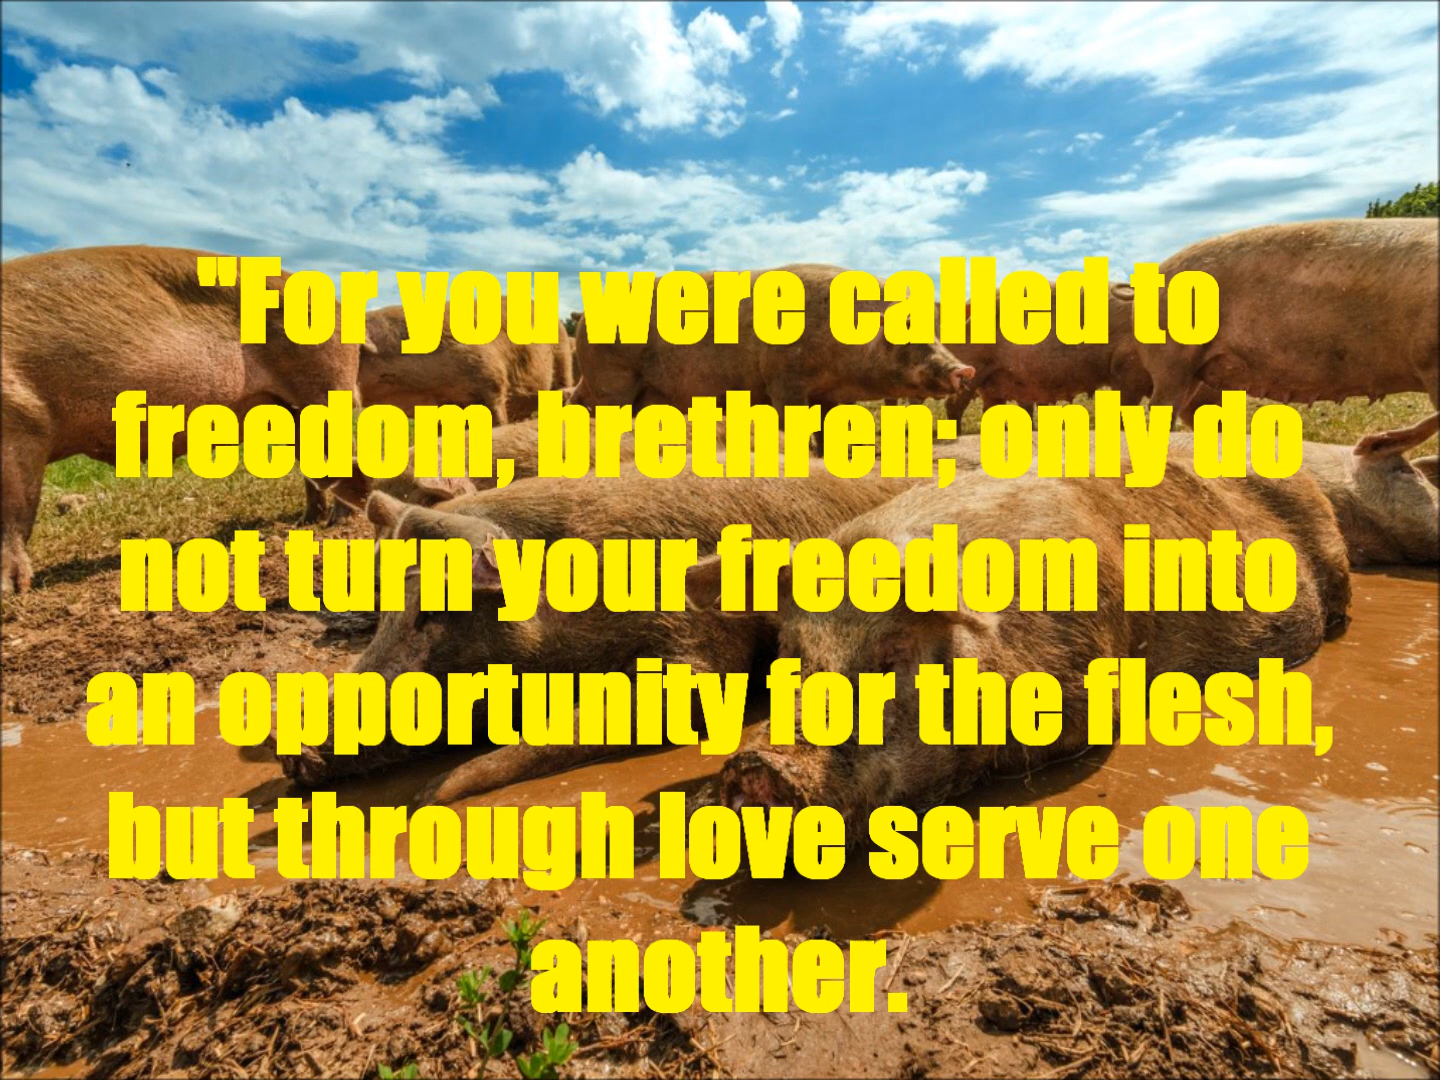 "For you were called to
freedom, brethren; only do
not turn your freedom into
an opportunity for the flesh,
but through love serve one
another.